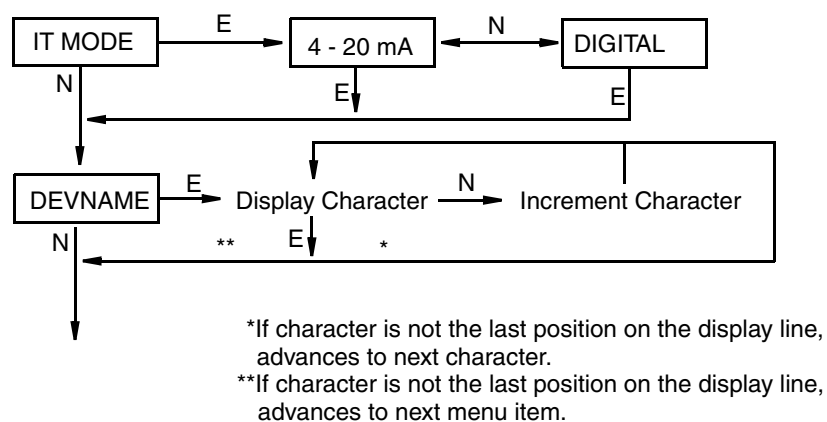 IT MODE E 4 - 20 mA N DIGITAL
N E E
DEVNAME E Display Character N Increment Character
N ** E *
*If character is not the last position on the display line,
advances to next character.
**If character is not the last position on the display line,
advances to next menu item.